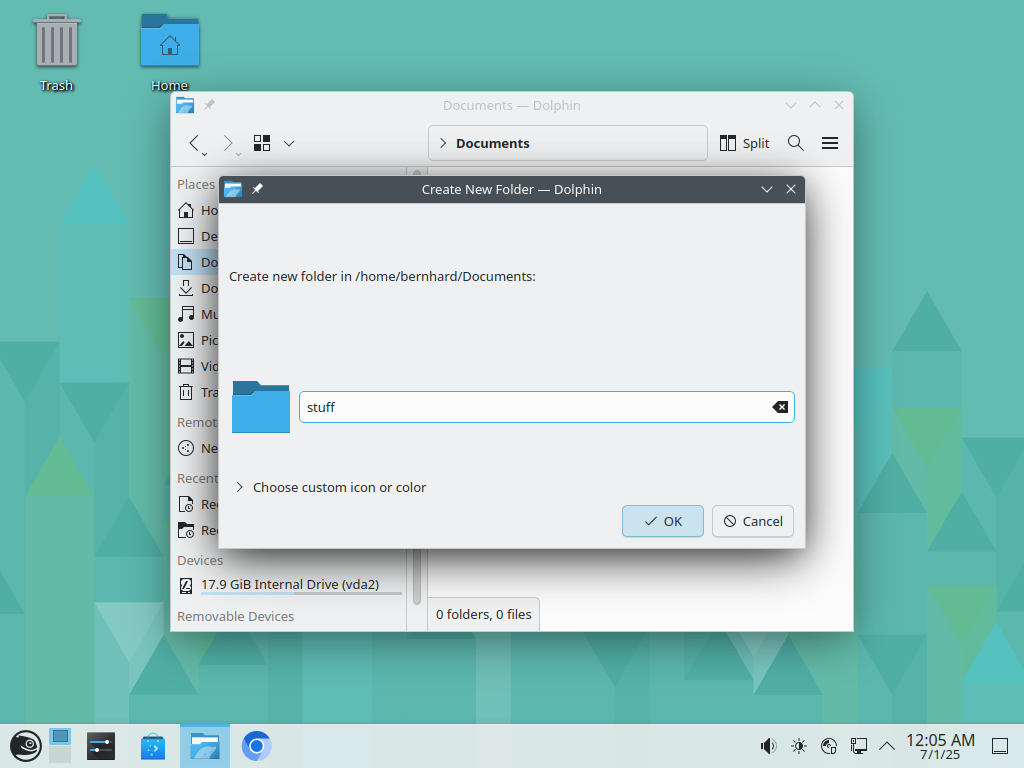 Trash
Home
Documents — Dolphin
Documents
Split
Places
Create New Folder — Dolphin
Ho
De
Do
Do
Mu
Pic
Vid
Tra
Remot
Ne
Recent
Rec
Rec
Create new folder in /home/bernhard/Documents:
stuff
Choose custom icon or color
OK
Cancel
Devices
17.9 GiB Internal Drive (vda2)
Removable Devices
0 folders, 0 files
12:05 AM
7/1/25